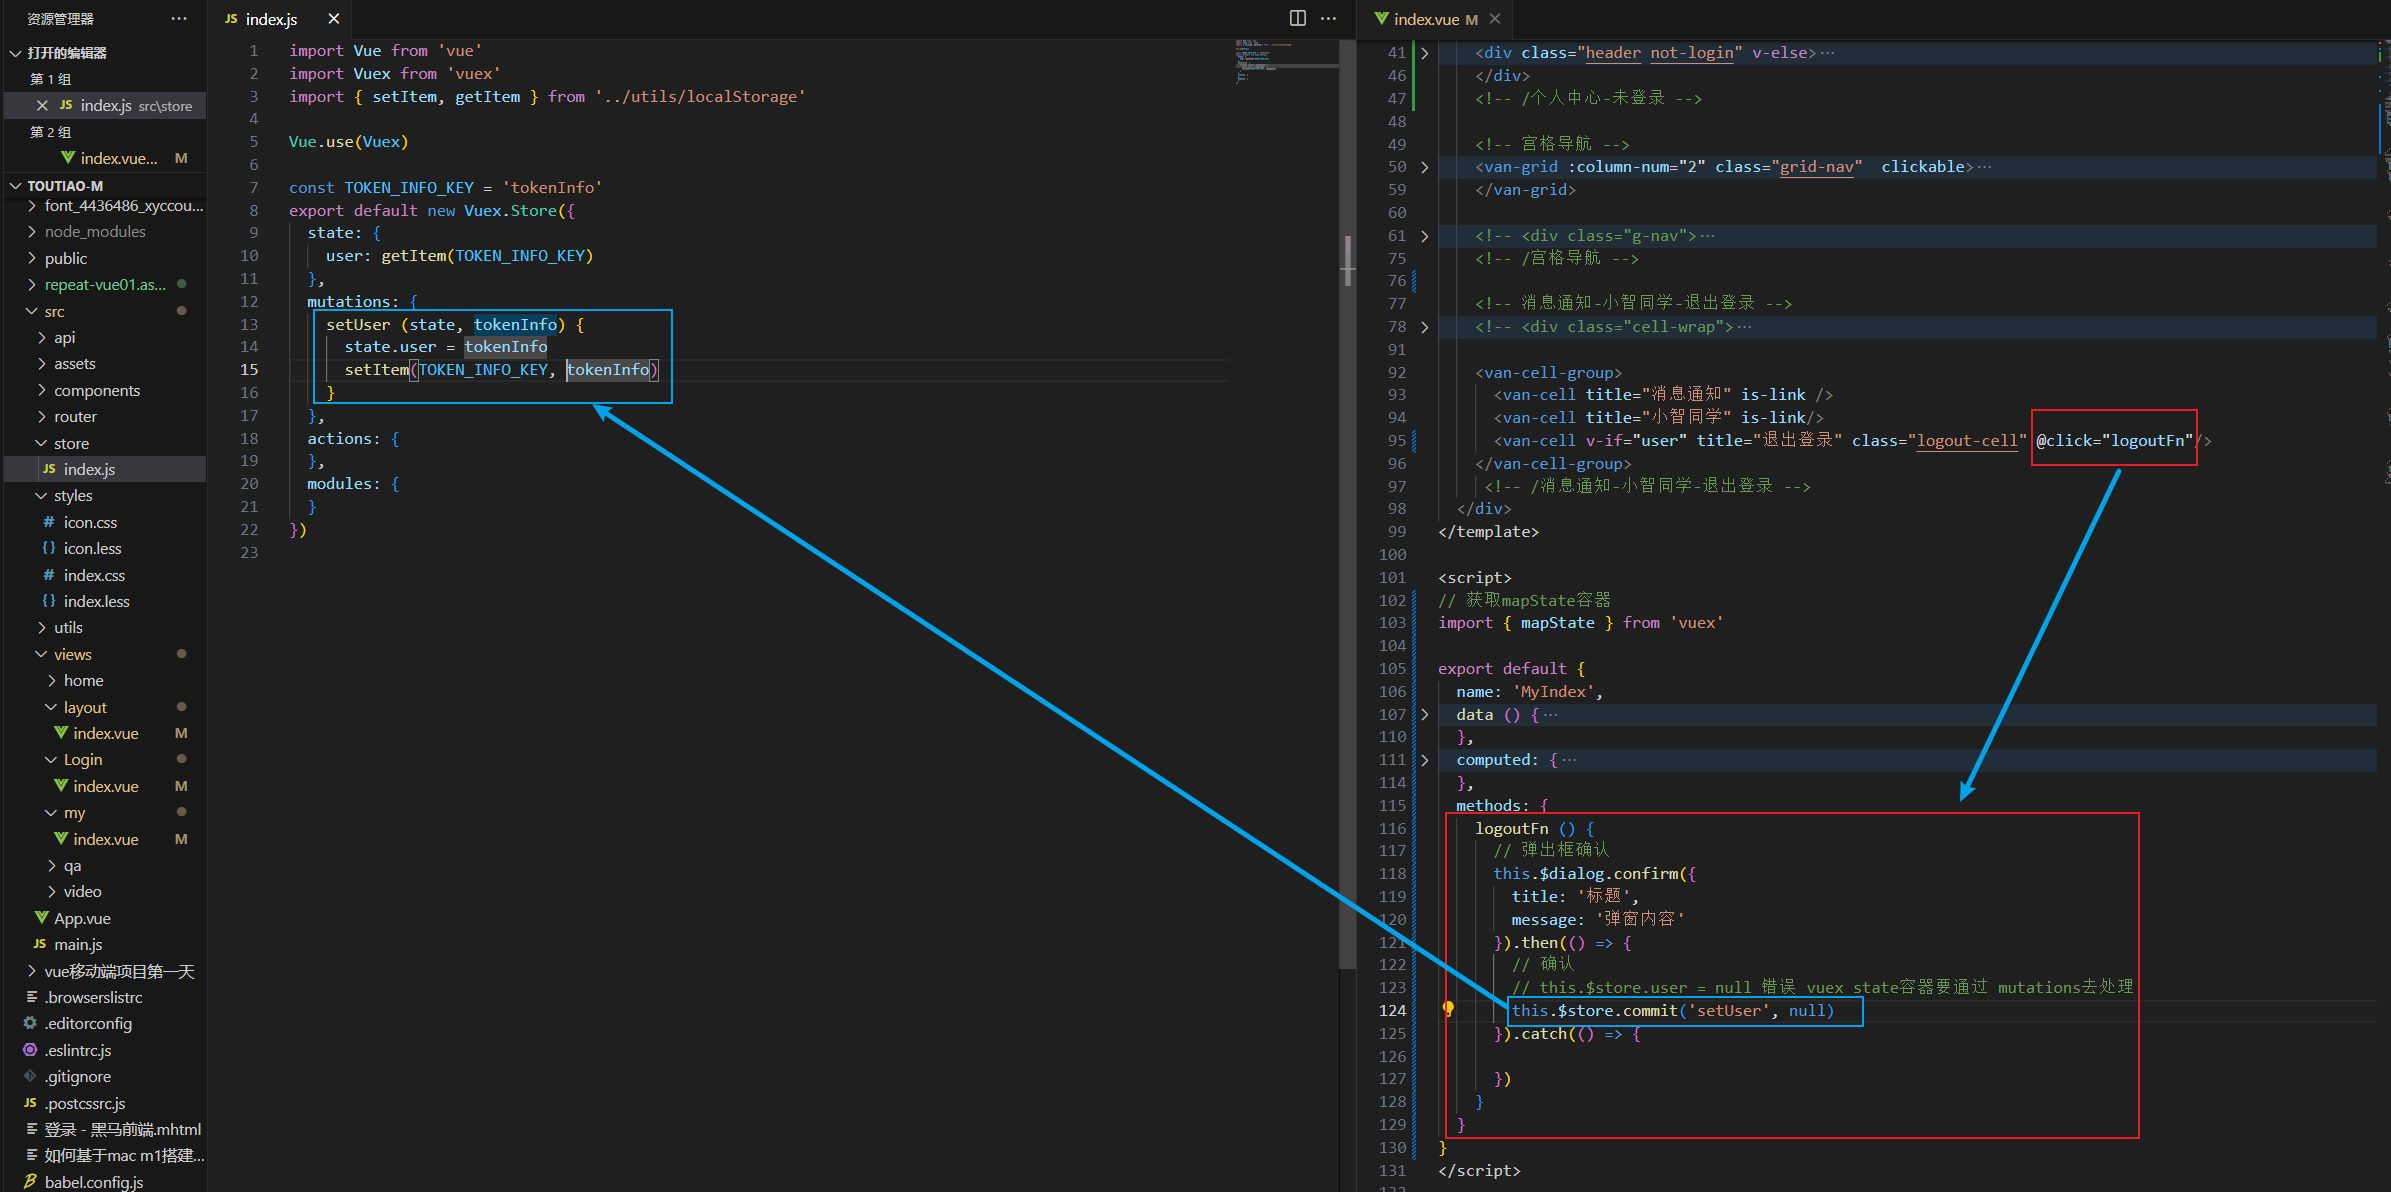 资源管理器
打开的编辑器
第 1 组
index.js src\store
第 2 组
index.vue... M
TOUTIAO-M
font_4436486_xyccou...
node_modules
public
repeat-vue01.as...
src
api
assets
components
router
store
JS index.js
styles
# icon.css
{} icon.less
# index.css
{} index.less
utils
views
home
layout
index.vue M
Login
index.vue M
my
index.vue M
qa
video
App.vue
JS main.js
vue移动端项目第一天
.browserslistrc
.editorconfig
.eslintrc.js
.gitignore
JS .postcssrc.js
登录 - 黑马前端.mhtml
如何基于mac m1搭建...
babel.config.js
JS index.js
1 import Vue from 'vue'
2 import Vuex from 'vuex'
3 import { setItem, getItem } from '../utils/localStorage'
4
5 Vue.use(Vuex)
6
7 const TOKEN_INFO_KEY = 'tokenInfo'
8 export default new Vuex.Store({
9 state: {
10 user: getItem(TOKEN_INFO_KEY)
11 },
12 mutations: {
13 setUser (state, tokenInfo) {
14 state.user = tokenInfo
15 setItem(TOKEN_INFO_KEY, tokenInfo)
16 }
17 },
18 actions: {
19 },
20 modules: {
21 }
22 })
23
index.vue M
41 <div class="header not-login" v-else>…
46 </div>
47 <!-- /个人中心-未登录 -->
48
49 <!-- 宫格导航 -->
50 <van-grid :column-num="2" class="grid-nav"  clickable>…
59 </van-grid>
60
61 <!-- <div class="g-nav">…
75 <!-- /宫格导航 -->
76
77 <!-- 消息通知-小智同学-退出登录 -->
78 <!-- <div class="cell-wrap">…
91
92 <van-cell-group>
93 <van-cell title="消息通知" is-link />
94 <van-cell title="小智同学" is-link/>
95 <van-cell v-if="user" title="退出登录" class="logout-cell" @click="logoutFn"/>
96 </van-cell-group>
97 <!-- /消息通知-小智同学-退出登录 -->
98 </div>
99 </template>
100
101 <script>
102 // 获取mapState容器
103 import { mapState } from 'vuex'
104
105 export default {
106 name: 'MyIndex',
107 data () {…
110 },
111 computed: {…
114 },
115 methods: {
116 logoutFn () {
117 // 弹出框确认
118 this.$dialog.confirm({
119 title: '标题',
120 message: '弹窗内容'
121 }).then(() => {
122 // 确认
123 // this.$store.user = null 错误 vuex state容器要通过 mutations去处理
124 this.$store.commit('setUser', null)
125 }).catch(() => {
126
127 })
128 }
129 }
130 }
131 </script>